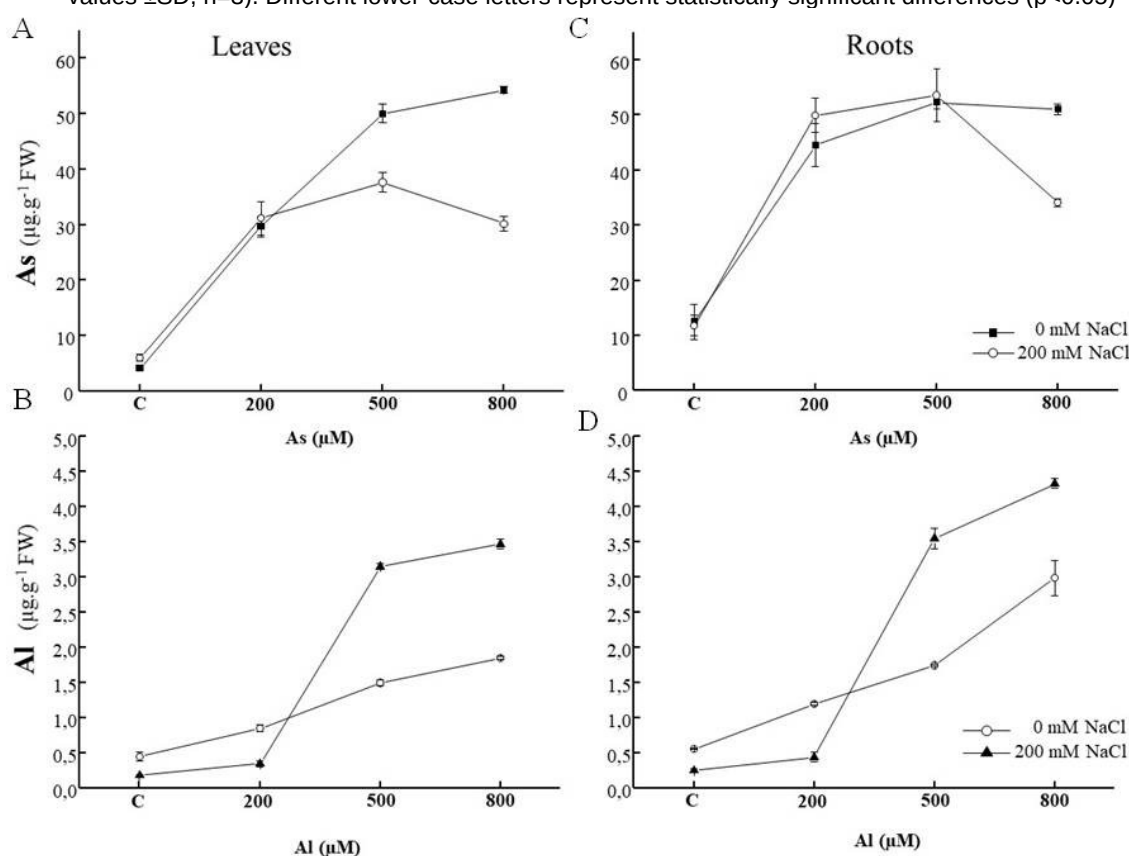 values ±SD, n=6). Different lower case letters represent statistically significant differences (p<0.05)
A
Leaves
As (µg.g-1 FW)
60
50
40
30
20
10
0
C 200 500 800
As (µM)
C
Roots
60
50
40
30
20
10
0
0 mM NaCl
200 mM NaCl
C 200 500 800
As (µM)
B
Al (µg.g-1 FW)
5,0
4,5
4,0
3,5
3,0
2,5
2,0
1,5
1,0
0,5
0,0
C 200 500 800
Al (µM)
D
5,0
4,5
4,0
3,5
3,0
2,5
2,0
1,5
1,0
0,5
0,0
0 mM NaCl
200 mM NaCl
C 200 500 800
Al (µM)